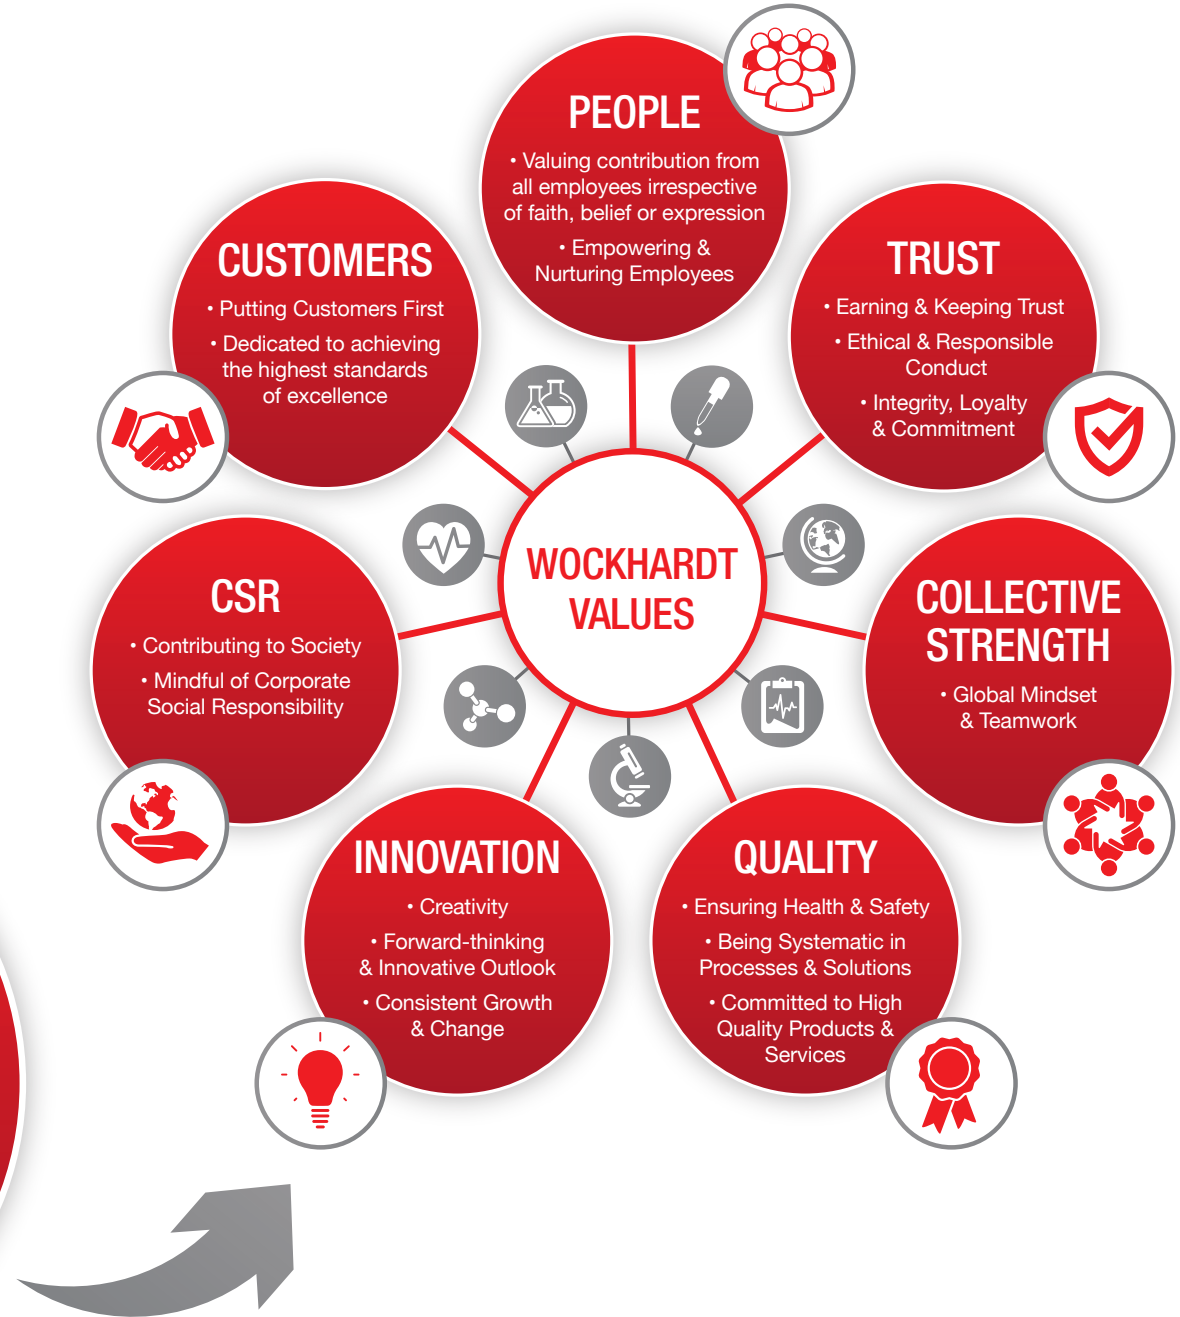 PEOPLE
• Valuing contribution from
all employees irrespective
of faith, belief or expression
• Empowering &
Nurturing Employees
CUSTOMERS
• Putting Customers First
• Dedicated to achieving
the highest standards
of excellence
TRUST
• Earning & Keeping Trust
• Ethical & Responsible
Conduct
• Integrity, Loyalty
& Commitment
WOCKHARDT
VALUES
CSR
• Contributing to Society
• Mindful of Corporate
Social Responsibility
COLLECTIVE
STRENGTH
• Global Mindset
& Teamwork
INNOVATION
• Creativity
• Forward-thinking
& Innovative Outlook
• Consistent Growth
& Change
QUALITY
• Ensuring Health & Safety
• Being Systematic in
Processes & Solutions
• Committed to High
Quality Products &
Services